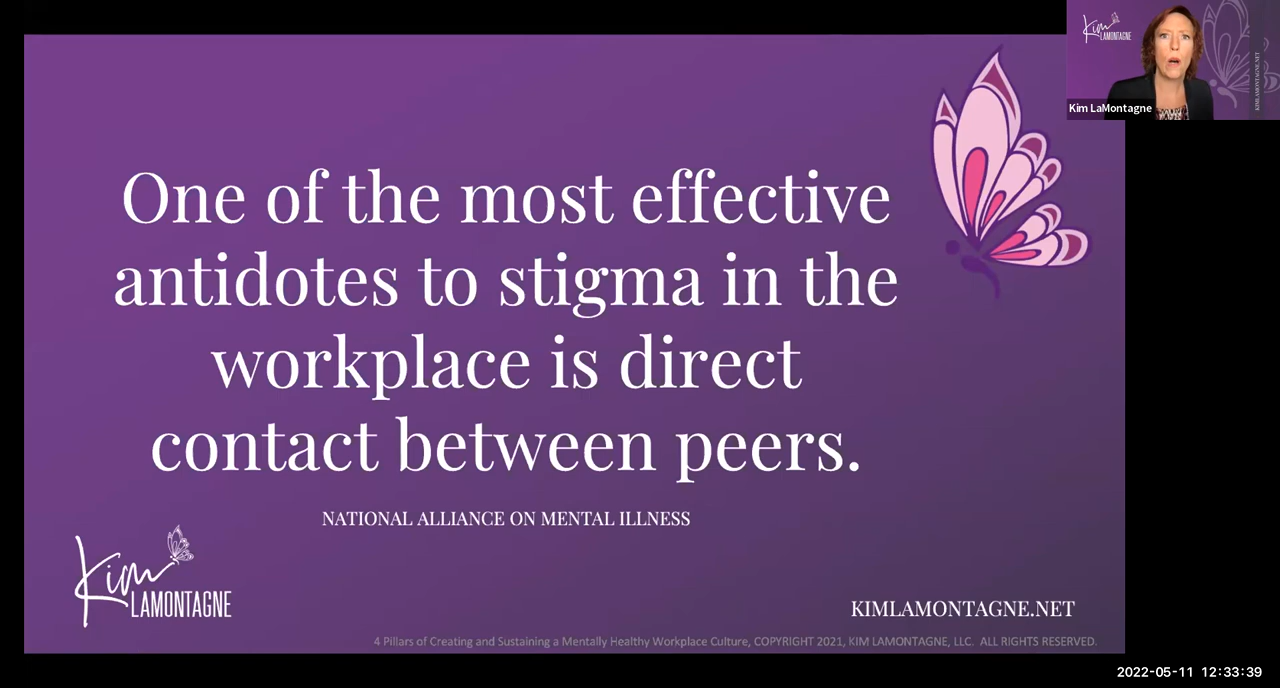 Kim
LAMONTAGNE
KIMLAMONTAGNE.NET
Kim LaMontagne
One of the most effective
antidotes to stigma in the
workplace is direct
contact between peers.
NATIONAL ALLIANCE ON MENTAL ILLNESS
Kim
LAMONTAGNE
KIMLAMONTAGNE.NET
4 Pillars of Creating and Sustaining a Mentally Healthy Workplace Culture, COPYRIGHT 2021, KIM LAMONTAGNE, LLC. ALL RIGHTS RESERVED.
2022-05-11 12:33:39